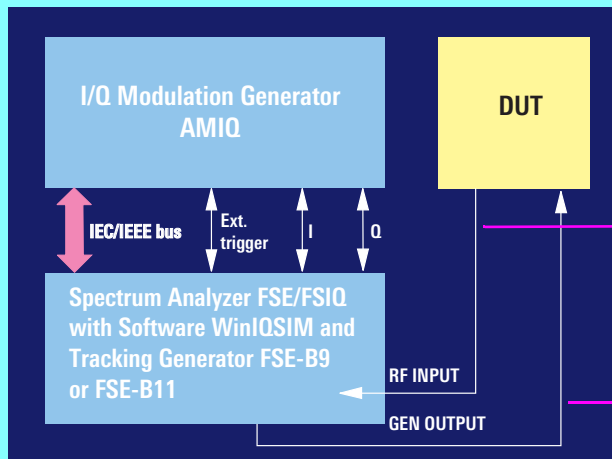 I/Q Modulation Generator
AMIQ
DUT
IEC/IEEE bus
Ext.
trigger
I
Q
Spectrum Analyzer FSE/FSIQ
with Software WinIQSIM and
Tracking Generator FSE-B9
or FSE-B11
RF INPUT
GEN OUTPUT